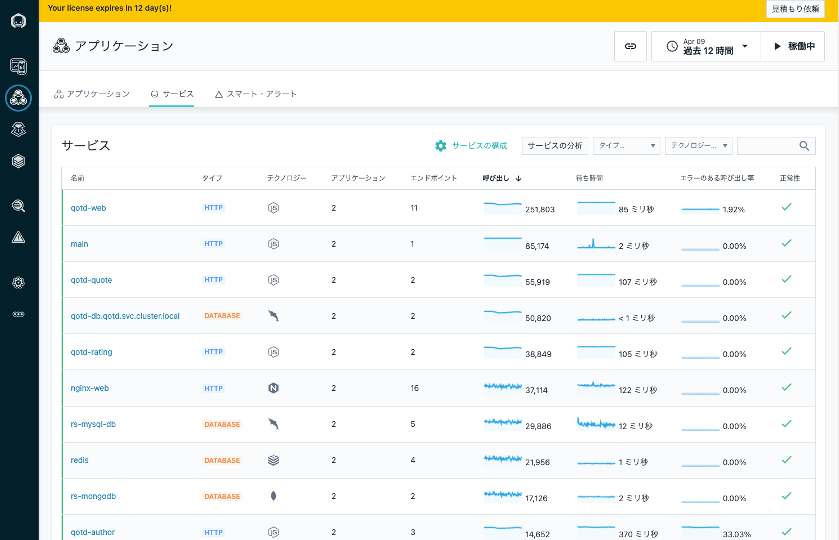 Your license expires in 12 day(s)!
見積もり依頼
アプリケーション
Apr 09
過去 12 時間
稼働中
アプリケーション サービス スマート・アラート
サービス
サービスの構成 サービスの分析 タイプ... テクノロジー...
名前 タイプ テクノロジー アプリケーション エンドポイント 呼び出し ↓ 待ち時間 エラーのある呼び出し率 正常性
qotd-web HTTP 2 11 251,803 85 ミリ秒 1.92%
main HTTP 2 1 85,174 2 ミリ秒 0.00%
qotd-quote HTTP 2 2 55,919 107 ミリ秒 0.00%
qotd-db.qotd.svc.cluster.local DATABASE 2 2 50,820 < 1 ミリ秒 0.00%
qotd-rating HTTP 2 2 38,849 105 ミリ秒 0.00%
nginx-web HTTP 2 16 37,114 122 ミリ秒 0.00%
rs-mysql-db DATABASE 2 5 29,886 12 ミリ秒 0.00%
redis DATABASE 2 4 21,956 1 ミリ秒 0.00%
rs-mongodb DATABASE 2 2 17,126 2 ミリ秒 0.00%
qotd-author HTTP 2 3 14,652 370 ミリ秒 33.03%